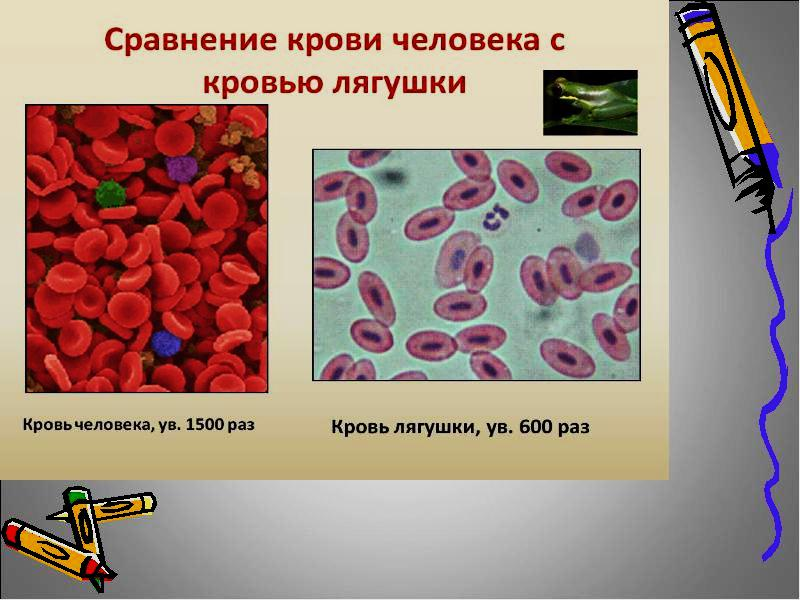 Сравнение крови человека с
кровью лягушки
Кровь человека, ув. 1500 раз
Кровь лягушки, ув. 600 раз